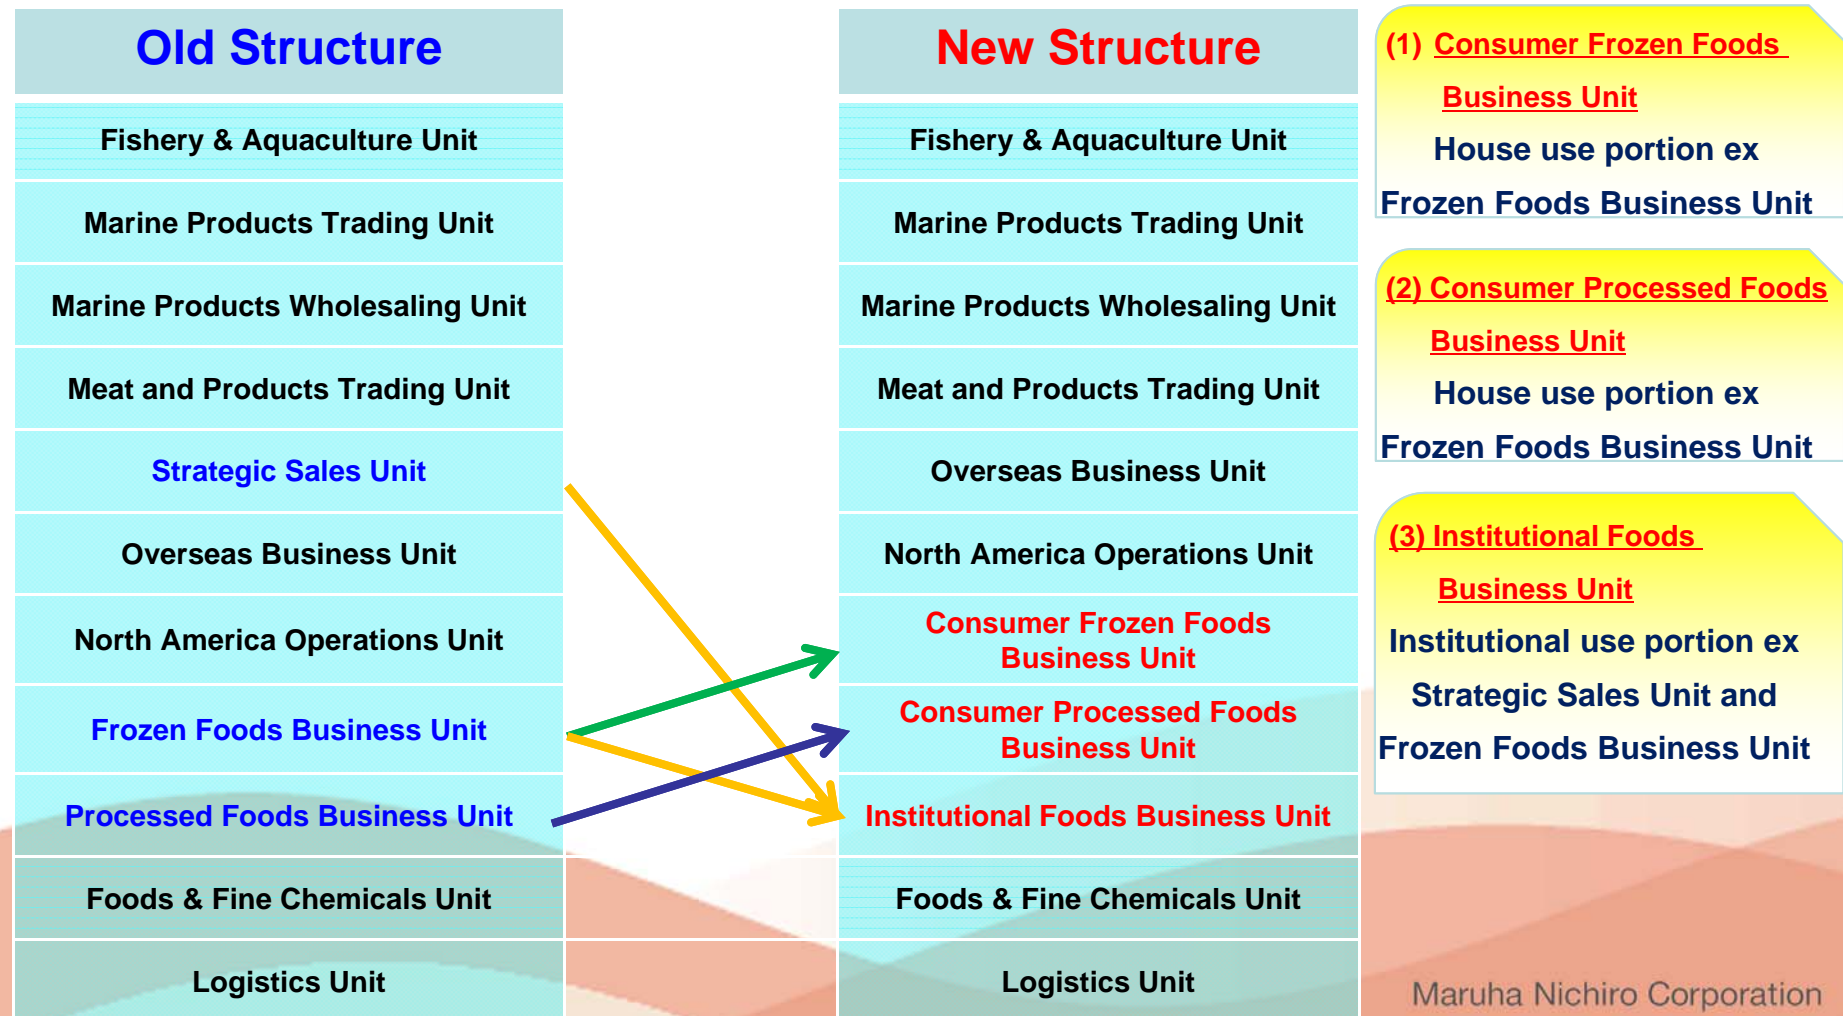 Old Structure
Fishery & Aquaculture Unit
Marine Products Trading Unit
Marine Products Wholesaling Unit
Meat and Products Trading Unit
Strategic Sales Unit
Overseas Business Unit
North America Operations Unit
Frozen Foods Business Unit
Processed Foods Business Unit
Foods & Fine Chemicals Unit
Logistics Unit
New Structure
Fishery & Aquaculture Unit
Marine Products Trading Unit
Marine Products Wholesaling Unit
Meat and Products Trading Unit
Overseas Business Unit
North America Operations Unit
Consumer Frozen Foods
Business Unit
Consumer Processed Foods
Business Unit
Institutional Foods Business Unit
Foods & Fine Chemicals Unit
Logistics Unit
(1) Consumer Frozen Foods
Business Unit
House use portion ex
Frozen Foods Business Unit
(2) Consumer Processed Foods
Business Unit
House use portion ex
Frozen Foods Business Unit
(3) Institutional Foods
Business Unit
Institutional use portion ex
Strategic Sales Unit and
Frozen Foods Business Unit
Maruha Nichiro Corporation